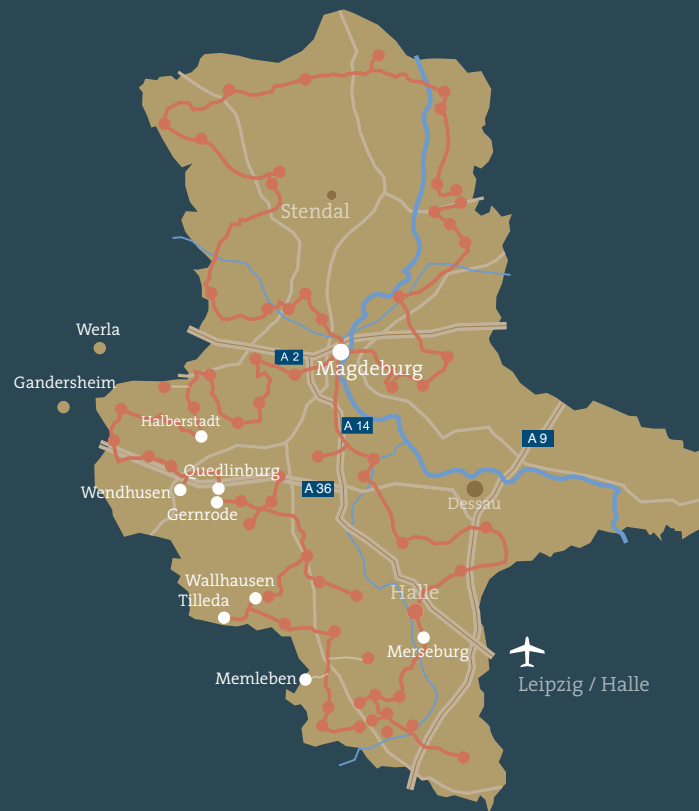 Stendal
Werla
A 2
Magdeburg
Gandersheim
Halberstadt
A 14
A 9
Quedlinburg
Wendhusen
A 36
Gernrode
Dessau
Wallhausen
Tilleda
Halle
Merseburg
Memleben
Leipzig / Halle